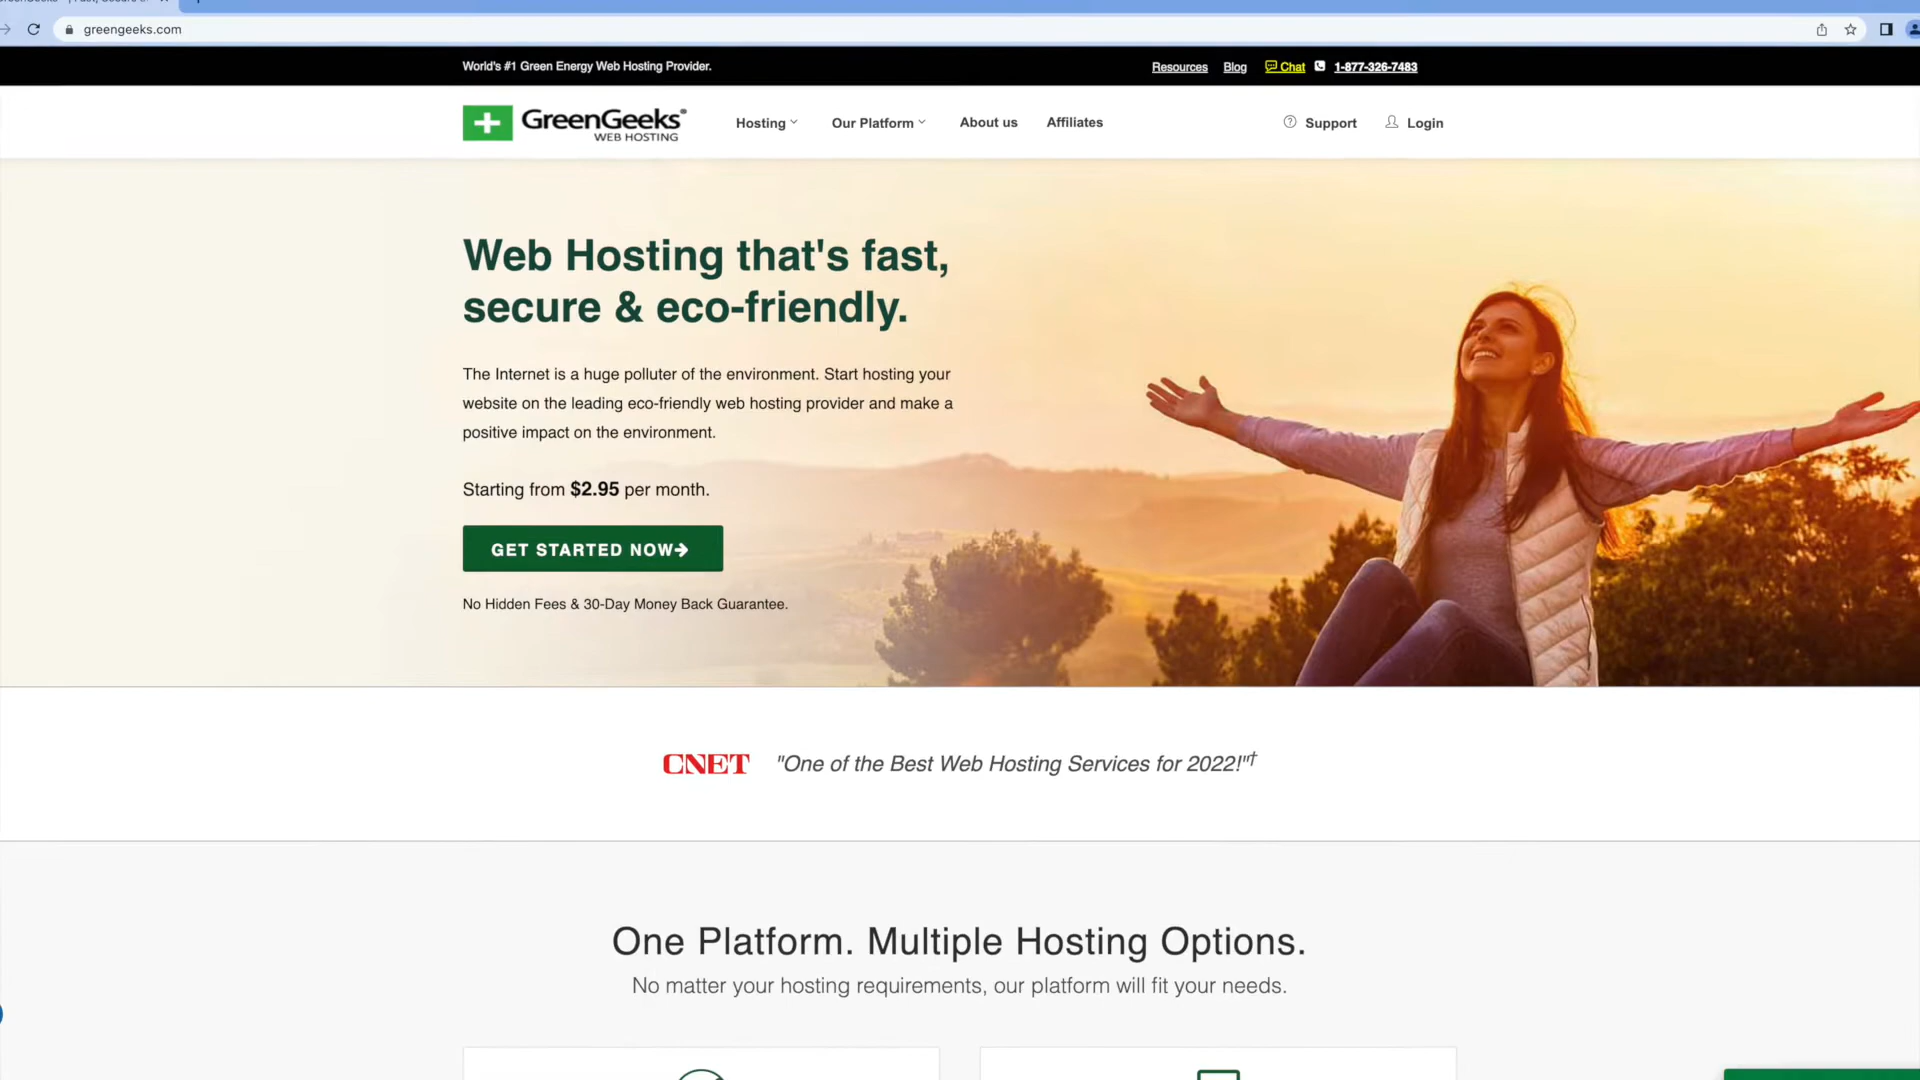 greengeeks.com
World's #1 Green Energy Web Hosting Provider.
Resources Blog Chat 1-877-326-7483
GreenGeeks®
WEB HOSTING
Hosting Our Platform About us Affiliates Support Login
Web Hosting that's fast,
secure & eco-friendly.
The Internet is a huge polluter of the environment. Start hosting your
website on the leading eco-friendly web hosting provider and make a
positive impact on the environment.
Starting from $2.95 per month.
GET STARTED NOW→
No Hidden Fees & 30-Day Money Back Guarantee.
CNET "One of the Best Web Hosting Services for 2022!"†
One Platform. Multiple Hosting Options.
No matter your hosting requirements, our platform will fit your needs.